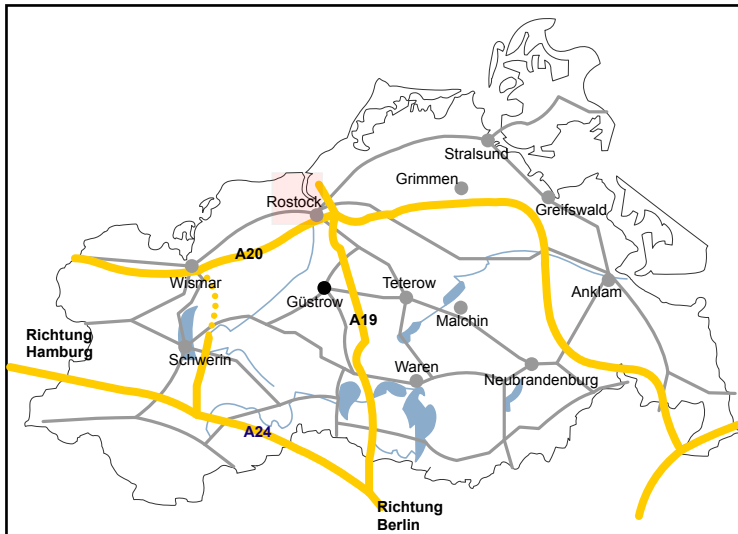 Stralsund
Grimmen
Rostock
Greifswald
A20
Wismar
Teterow
Anklam
Güstrow
A19
Malchin
Richtung
Hamburg
Schwerin
Waren
Neubrandenburg
A24
Richtung
Berlin